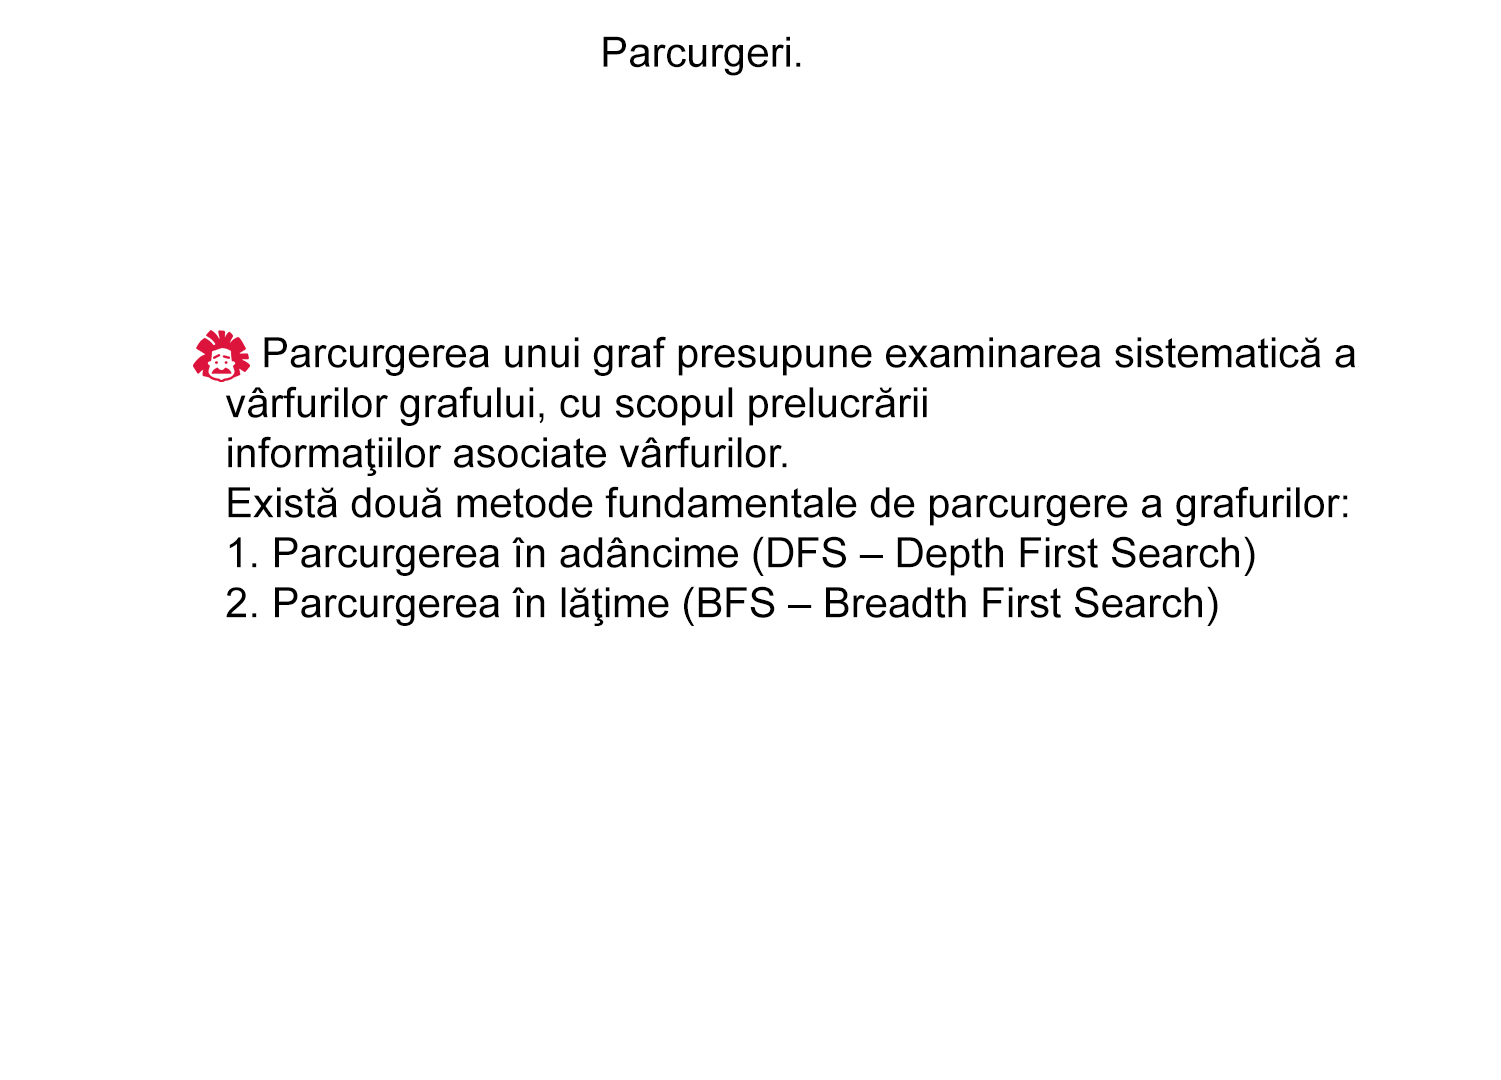 Parcurgeri.
Parcurgerea unui graf presupune examinarea sistematică a
vârfurilor grafului, cu scopul prelucrării
informaţiilor asociate vârfurilor.
Există două metode fundamentale de parcurgere a grafurilor:
1. Parcurgerea în adâncime (DFS – Depth First Search)
2. Parcurgerea în lăţime (BFS – Breadth First Search)